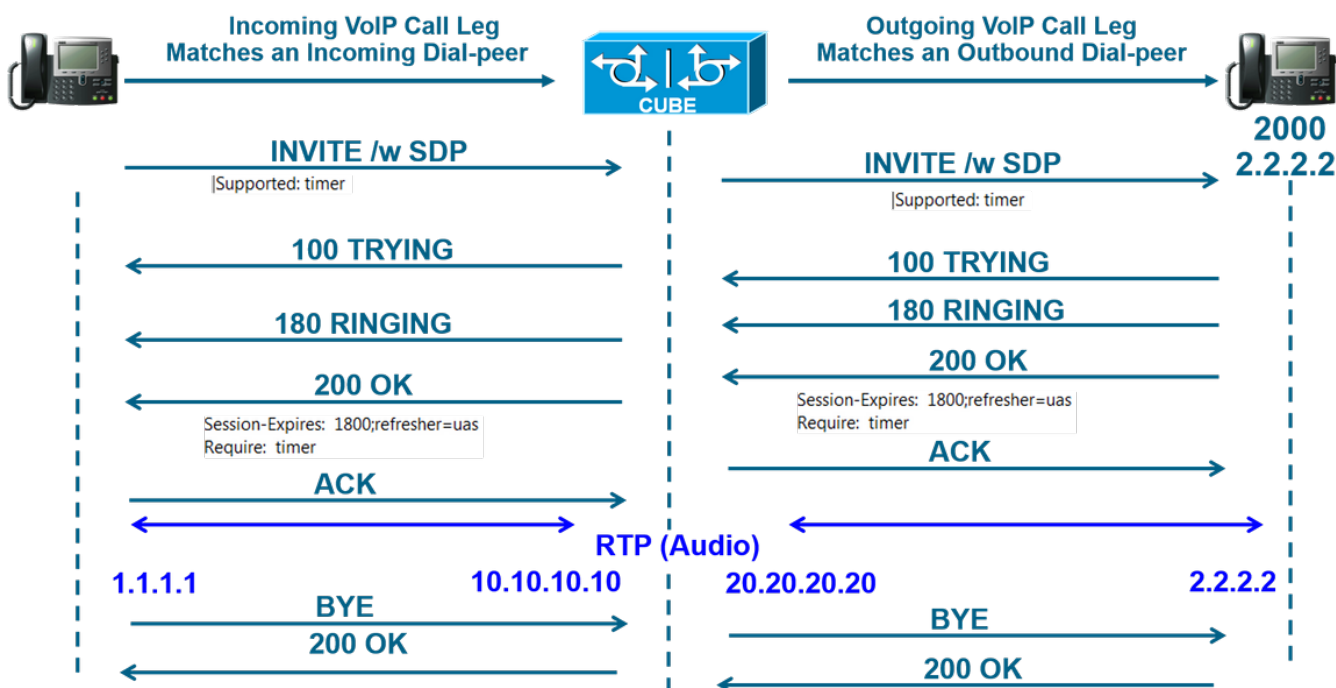 Incoming VoIP Call Leg
Matches an Incoming Dial-peer
Outgoing VoIP Call Leg
Matches an Outbound Dial-peer
CUBE
2000
2.2.2.2
INVITE /w SDP
|Supported: timer
INVITE /w SDP
|Supported: timer
100 TRYING
100 TRYING
180 RINGING
180 RINGING
200 OK
Session-Expires: 1800;refresher=uas
Require: timer
200 OK
Session-Expires: 1800;refresher=uas
Require: timer
ACK
ACK
RTP (Audio)
1.1.1.1
10.10.10.10
20.20.20.20
2.2.2.2
BYE
BYE
200 OK
200 OK